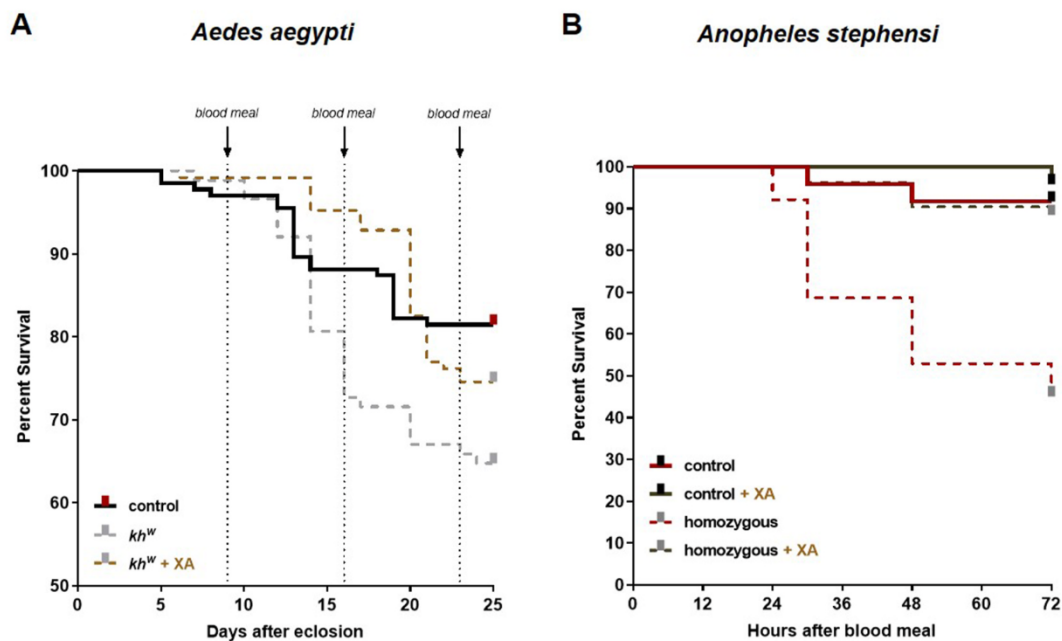 A
Aedes aegypti
blood meal
blood meal
blood meal
100
90
80
70
60
50
Percent Survival
0
5
10
15
20
25
Days after eclosion
control
khʷ
khʷ + XA
B
Anopheles stephensi
100
90
80
70
60
50
40
30
20
10
0
Percent Survival
0
12
24
36
48
60
72
Hours after blood meal
control
control + XA
homozygous
homozygous + XA